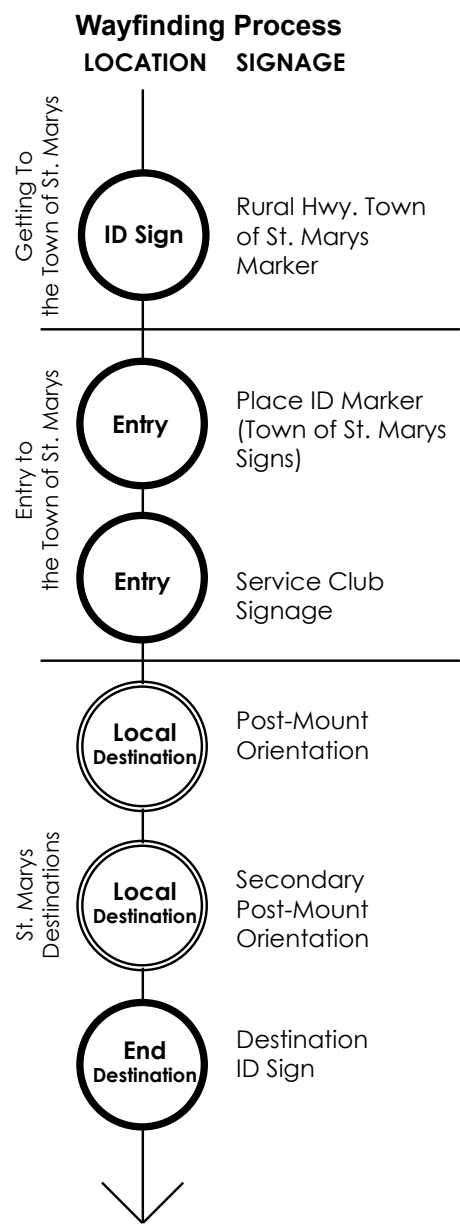 Wayfinding Process
LOCATION SIGNAGE
Getting To
the Town of St. Marys
ID Sign
Rural Hwy. Town
of St. Marys
Marker
Entry to
the Town of St. Marys
Entry
Place ID Marker
(Town of St. Marys
Signs)
Entry
Service Club
Signage
St. Marys
Destinations
Local
Destination
Post-Mount
Orientation
Local
Destination
Secondary
Post-Mount
Orientation
End
Destination
Destination
ID Sign